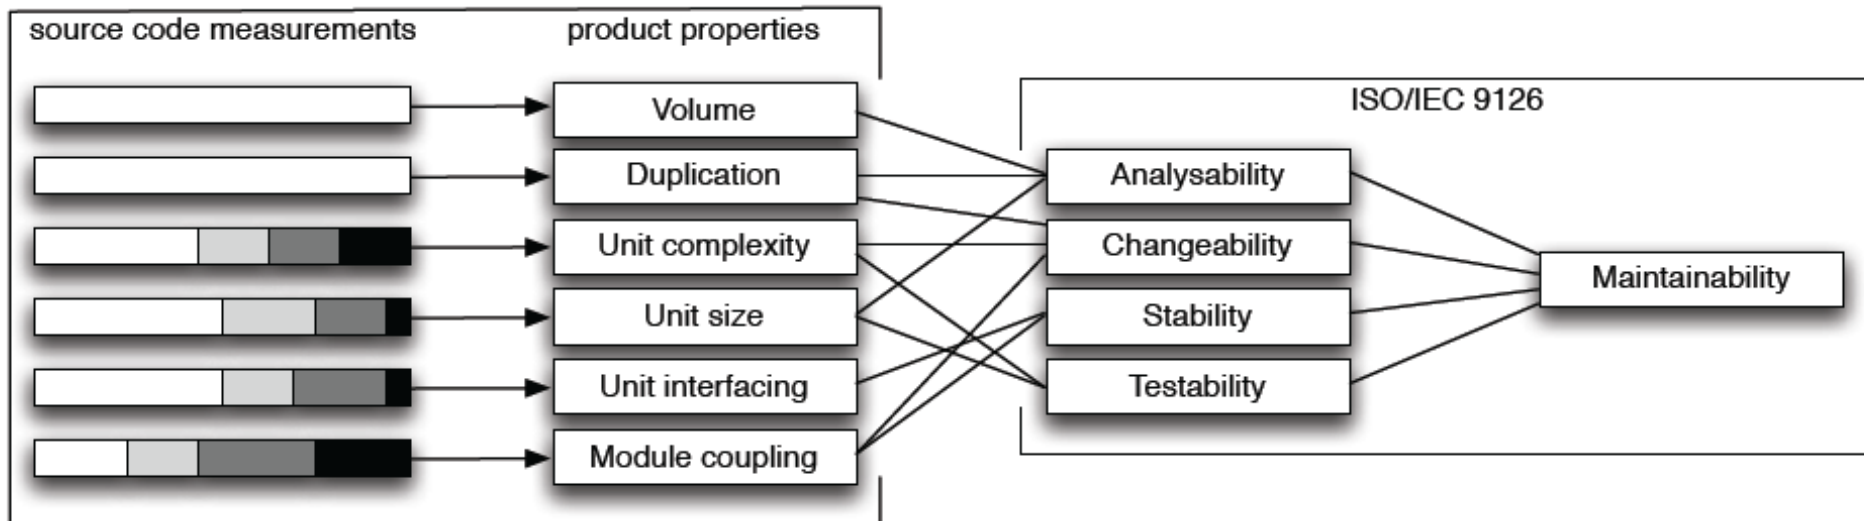 source code measurements
product properties
ISO/IEC 9126
Volume
Duplication
Unit complexity
Unit size
Unit interfacing
Module coupling
Analysability
Changeability
Stability
Testability
Maintainability